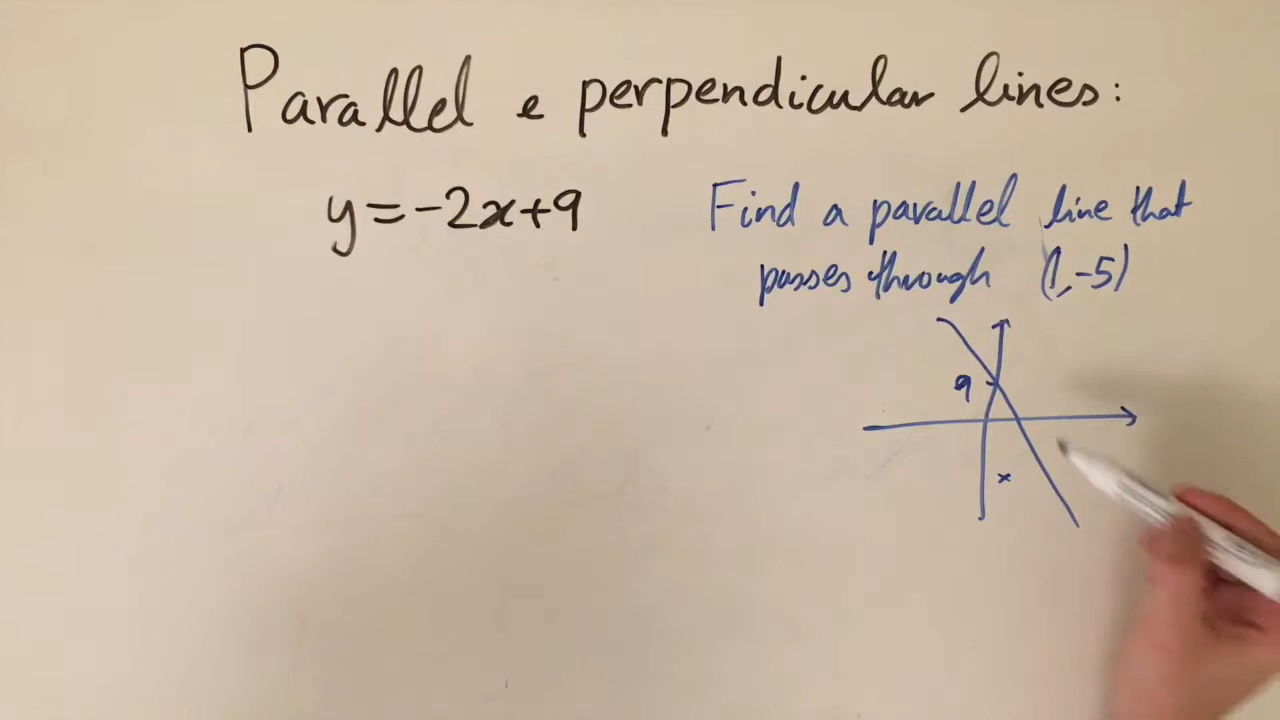 Parallel e perpendicular lines:
y=-2x+9
Find a parallel line that
passes through (1,-5)
9
x